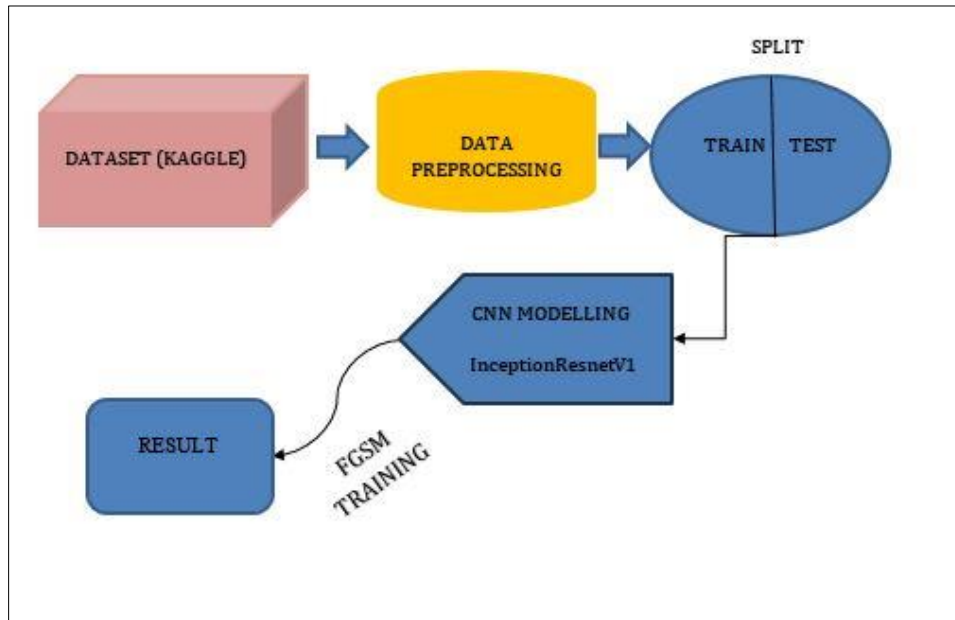 SPLIT
DATASET (KAGGLE)
DATA
PREPROCESSING
TRAIN
TEST
CNN MODELLING
InceptionResnetV1
RESULT
FGSM
TRAINING